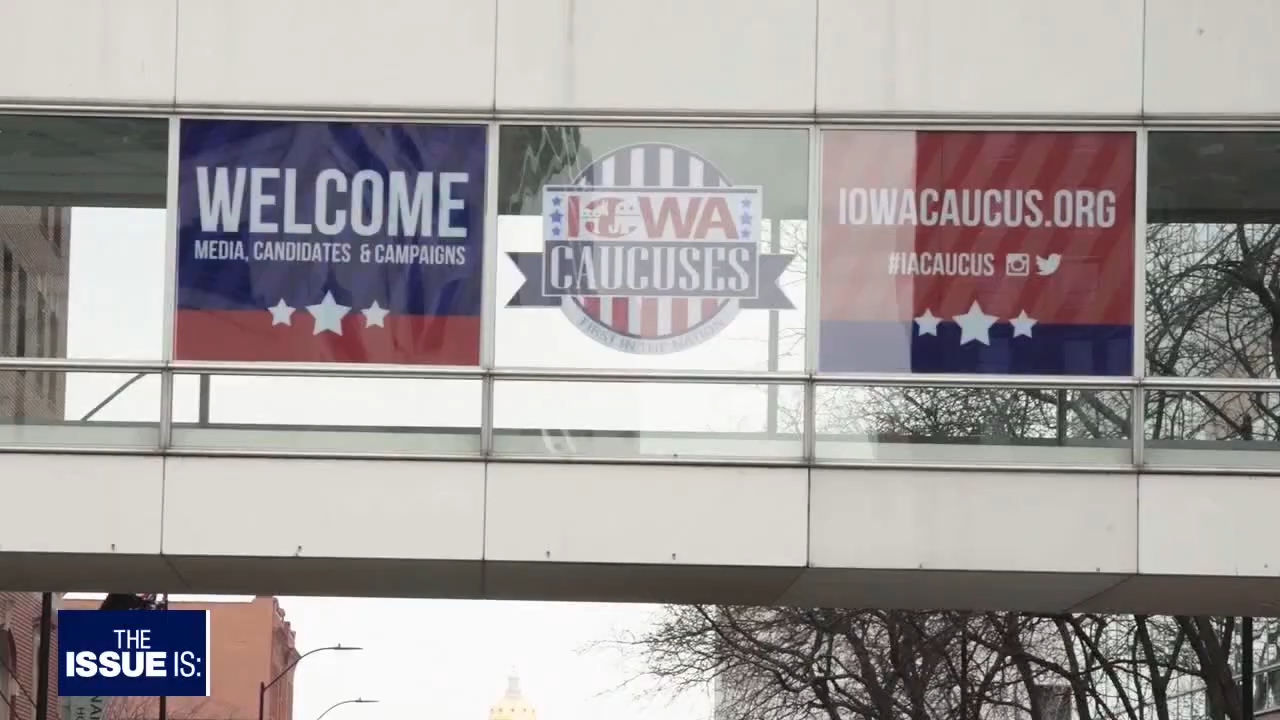 WELCOME
MEDIA, CANDIDATES & CAMPAIGNS
IOWA
CAUCUSES
FIRST IN THE NATION
IOWACAUCUS.ORG
#IACAUCUS
THE
ISSUE IS: